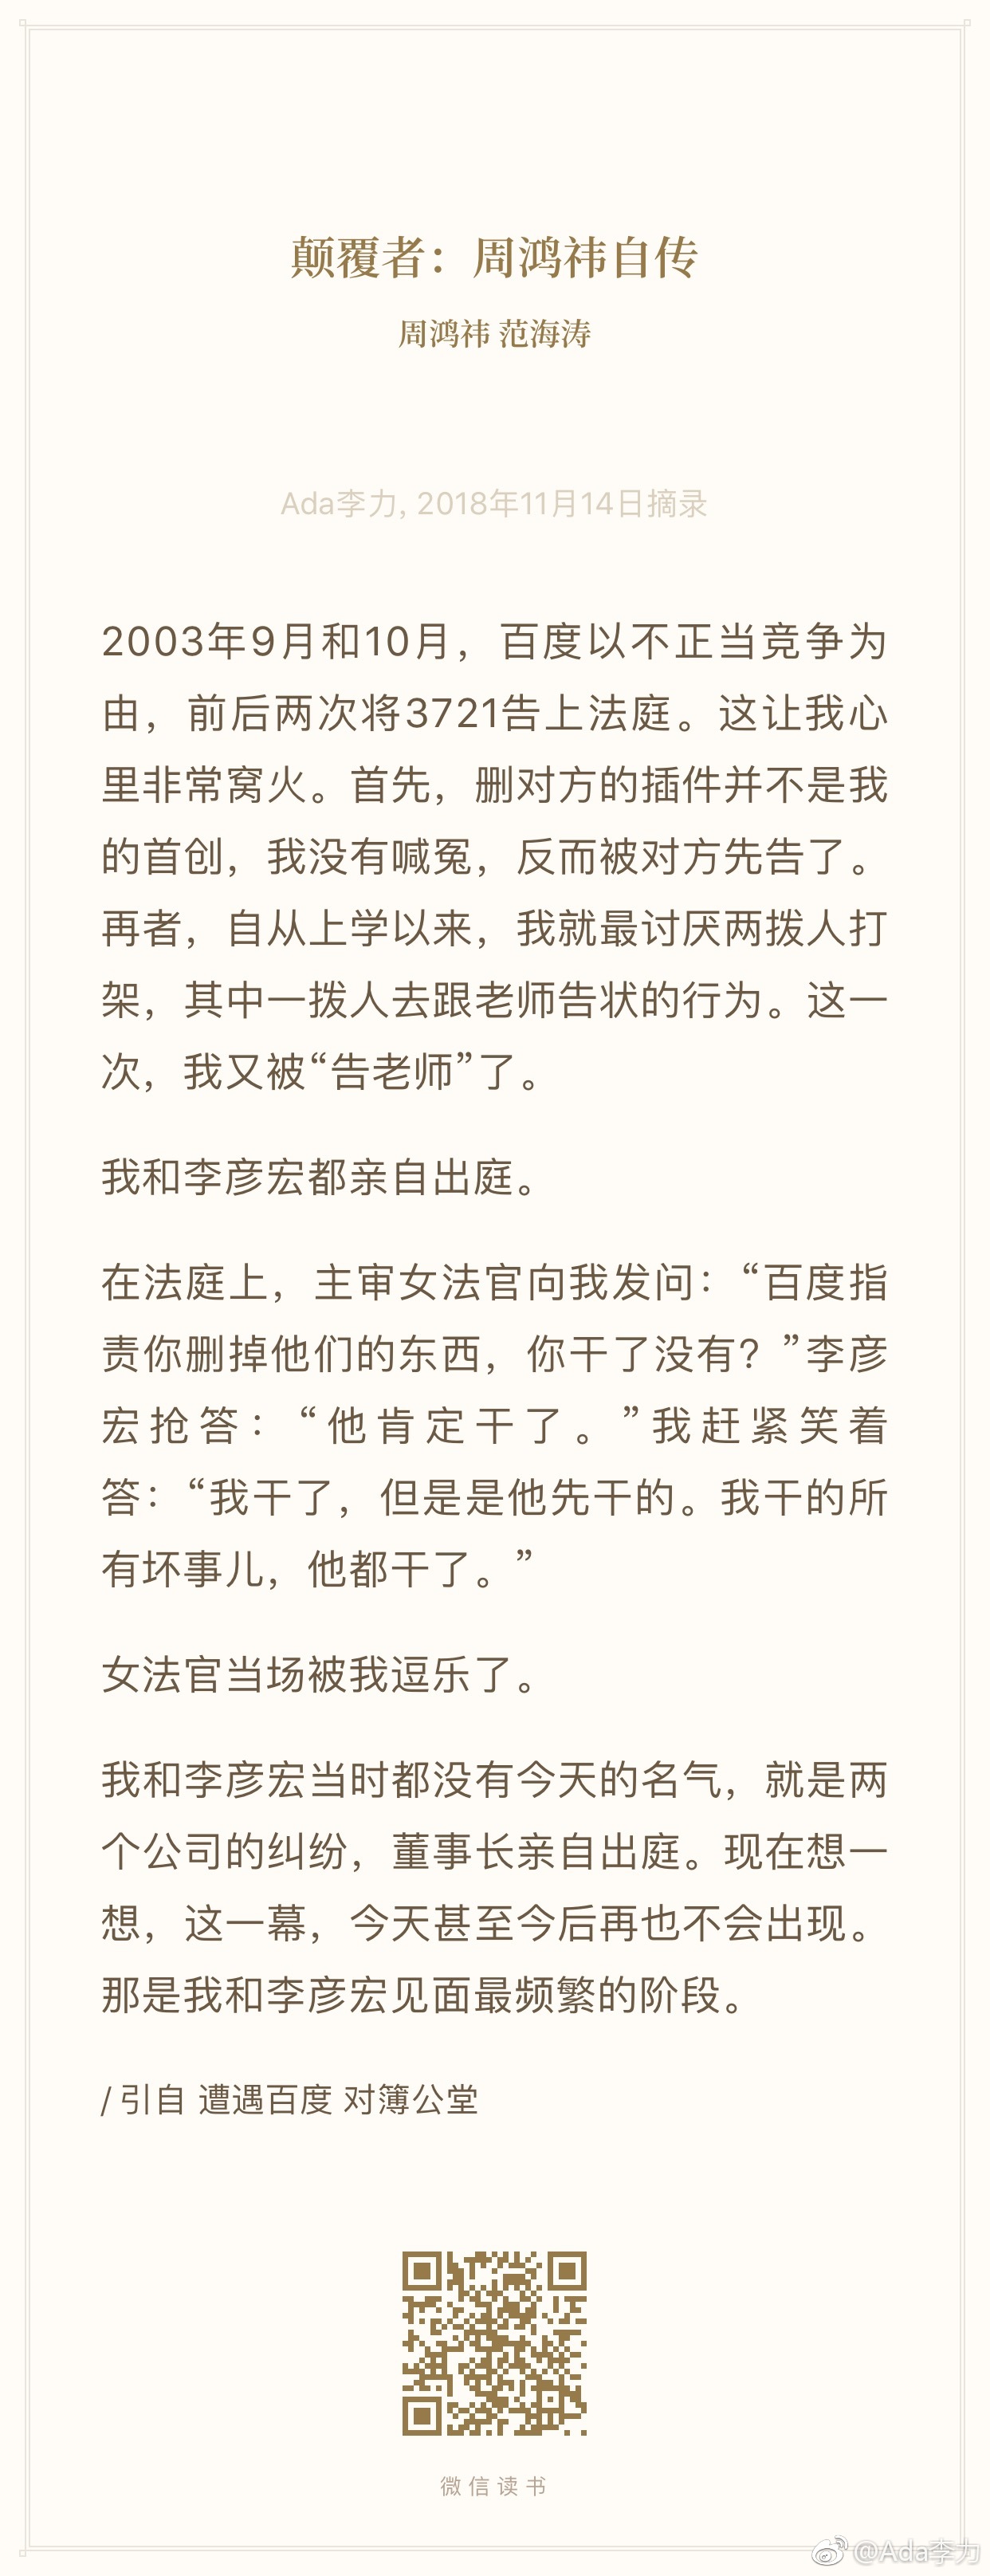 颠覆者：周鸿祎自传
周鸿祎 范海涛
Ada李力, 2018年11月14日摘录
2003年9月和10月，百度以不正当竞争为
由，前后两次将3721告上法庭。这让我心
里非常窝火。首先，删对方的插件并不是我
的首创，我没有喊冤，反而被对方先告了。
再者，自从上学以来，我就最讨厌两拨人打
架，其中一拨人去跟老师告状的行为。这一
次，我又被“告老师”了。
我和李彦宏都亲自出庭。
在法庭上，主审女法官向我发问：“百度指
责你删掉他们的东西，你干了没有？”李彦
宏抢答：“他肯定干了。”我赶紧笑着
答：“我干了，但是是他先干的。我干的所
有坏事儿，他都干了。”
女法官当场被我逗乐了。
我和李彦宏当时都没有今天的名气，就是两
个公司的纠纷，董事长亲自出庭。现在想一
想，这一幕，今天甚至今后再也不会出现。
那是我和李彦宏见面最频繁的阶段。
/ 引自 遭遇百度 对簿公堂
微信读书
@Ada李力